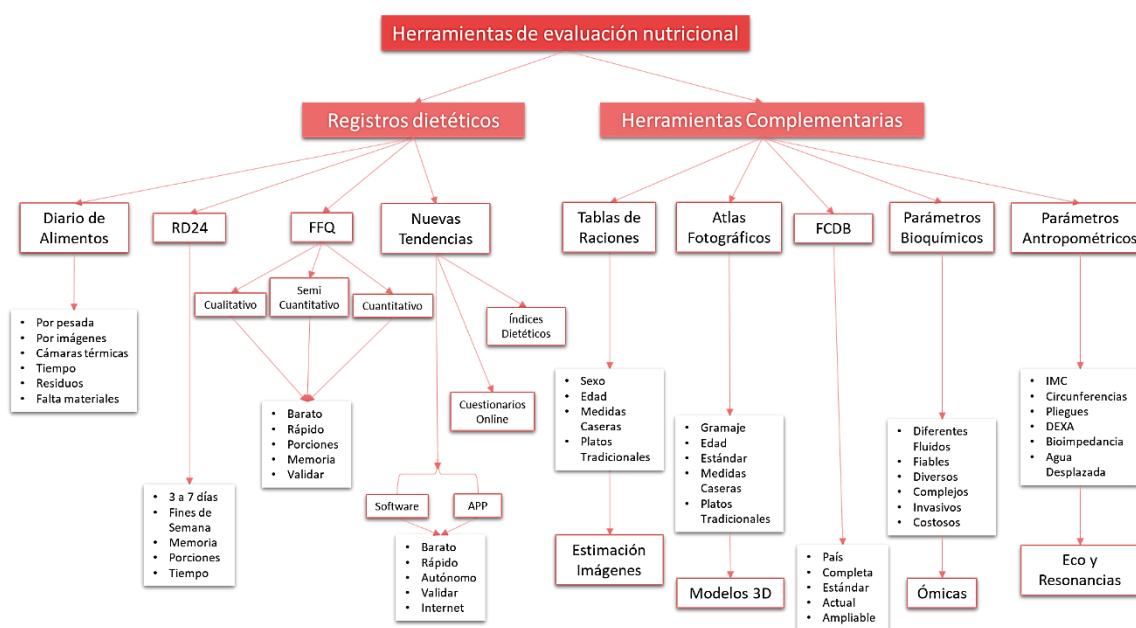 Herramientas de evaluación nutricional
Registros dietéticos
Herramientas Complementarias
Diario de
Alimentos
RD24
FFQ
Nuevas
Tendencias
Tablas de
Raciones
Atlas
Fotográficos
FCDB
Parámetros
Bioquímicos
Parámetros
Antropométricos
Cualitativo
Semi
Cuantitativo
Cuantitativo
Índices
Dietéticos
Cuestionarios
Online
Software
APP
• Por pesada
• Por imágenes
• Cámaras térmicas
• Tiempo
• Residuos
• Falta materiales
• 3 a 7 días
• Fines de
Semana
• Memoria
• Porciones
• Tiempo
• Barato
• Rápido
• Porciones
• Memoria
• Validar
• Barato
• Rápido
• Autónomo
• Validar
• Internet
• Sexo
• Edad
• Medidas
Caseras
• Platos
Tradicionales
Estimación
Imágenes
• Gramaje
• Edad
• Estándar
• Medidas
Caseras
• Platos
Tradicionales
Modelos 3D
• País
• Completa
• Estándar
• Actual
• Ampliable
• Diferentes
Fluidos
• Fiables
• Diversos
• Complejos
• Invasivos
• Costosos
Ómicas
• IMC
• Circunferencias
• Pliegues
• DEXA
• Bioimpedancia
• Agua
Desplazada
Eco y
Resonancias